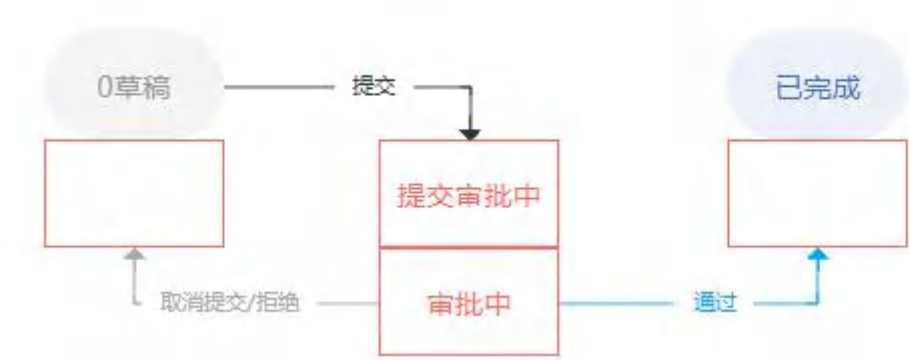 0草稿
提交
已完成
提交审批中
取消提交/拒绝
审批中
通过